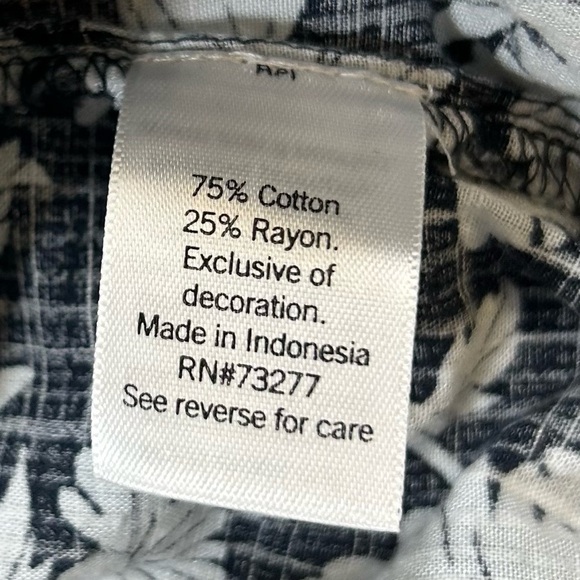 75% Cotton
25% Rayon.
Exclusive of
decoration.
Made in Indonesia
RN#73277
See reverse for care